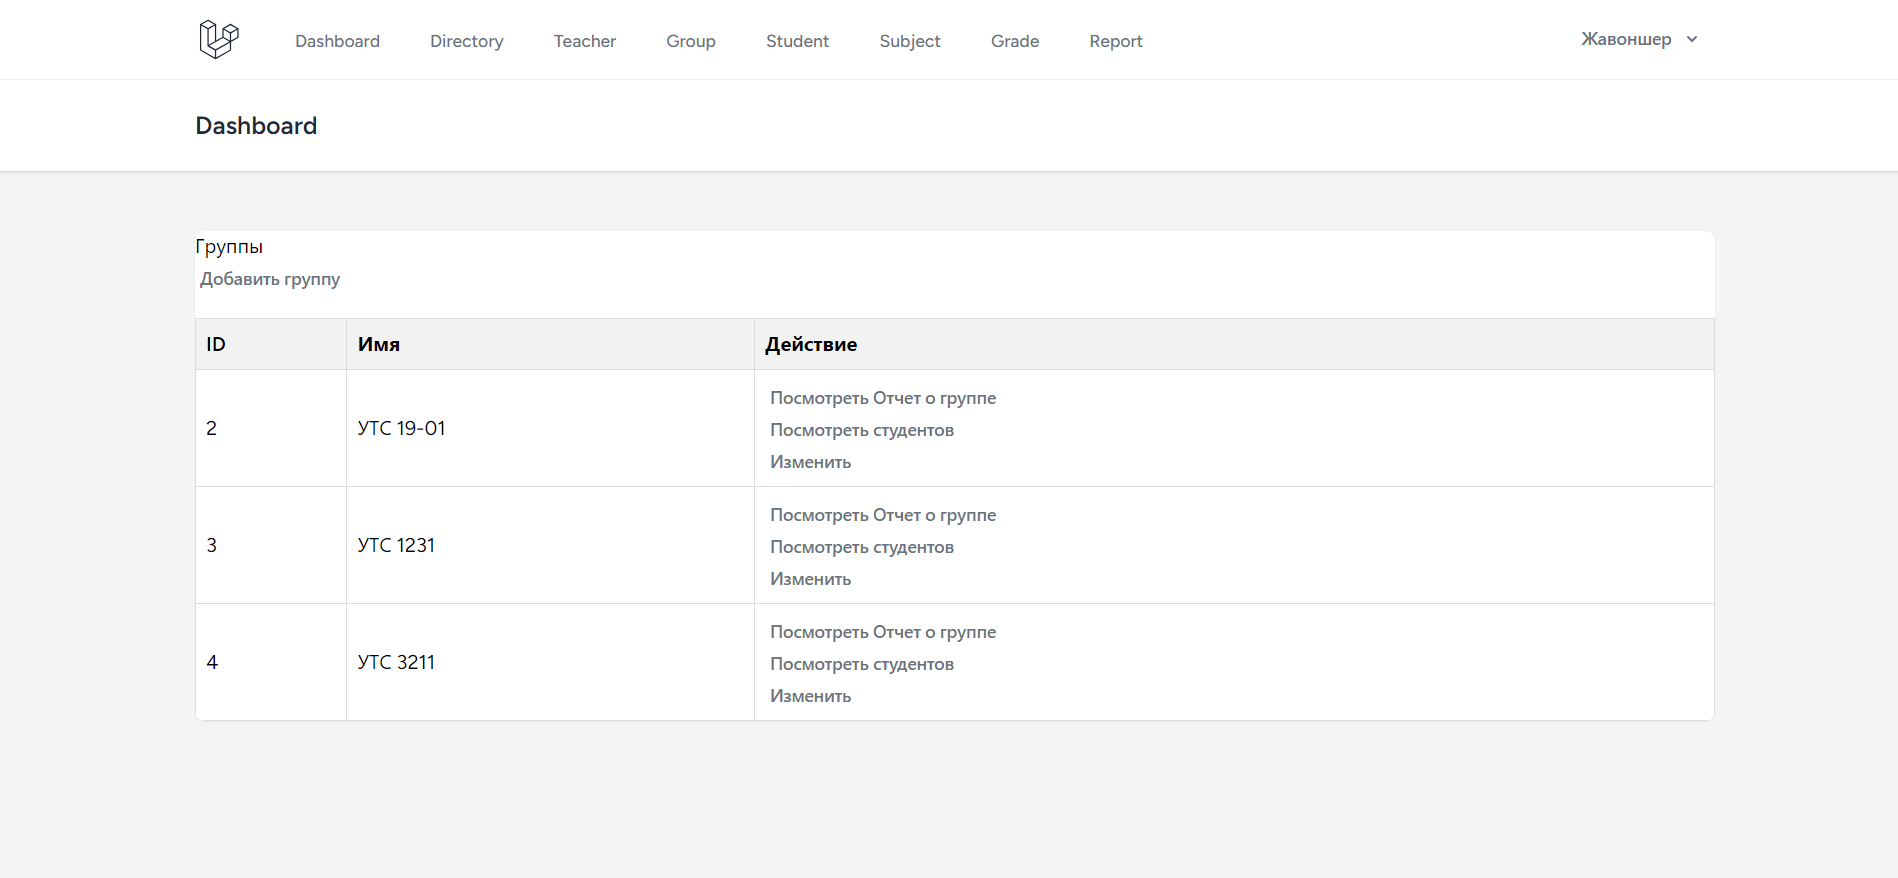 Dashboard Directory Teacher Group Student Subject Grade Report Жавоншер
Dashboard
Группы
Добавить группу
ID Имя Действие
2 УТС 19-01
Посмотреть Отчет о группе
Посмотреть студентов
Изменить
3 УТС 1231
Посмотреть Отчет о группе
Посмотреть студентов
Изменить
4 УТС 3211
Посмотреть Отчет о группе
Посмотреть студентов
Изменить